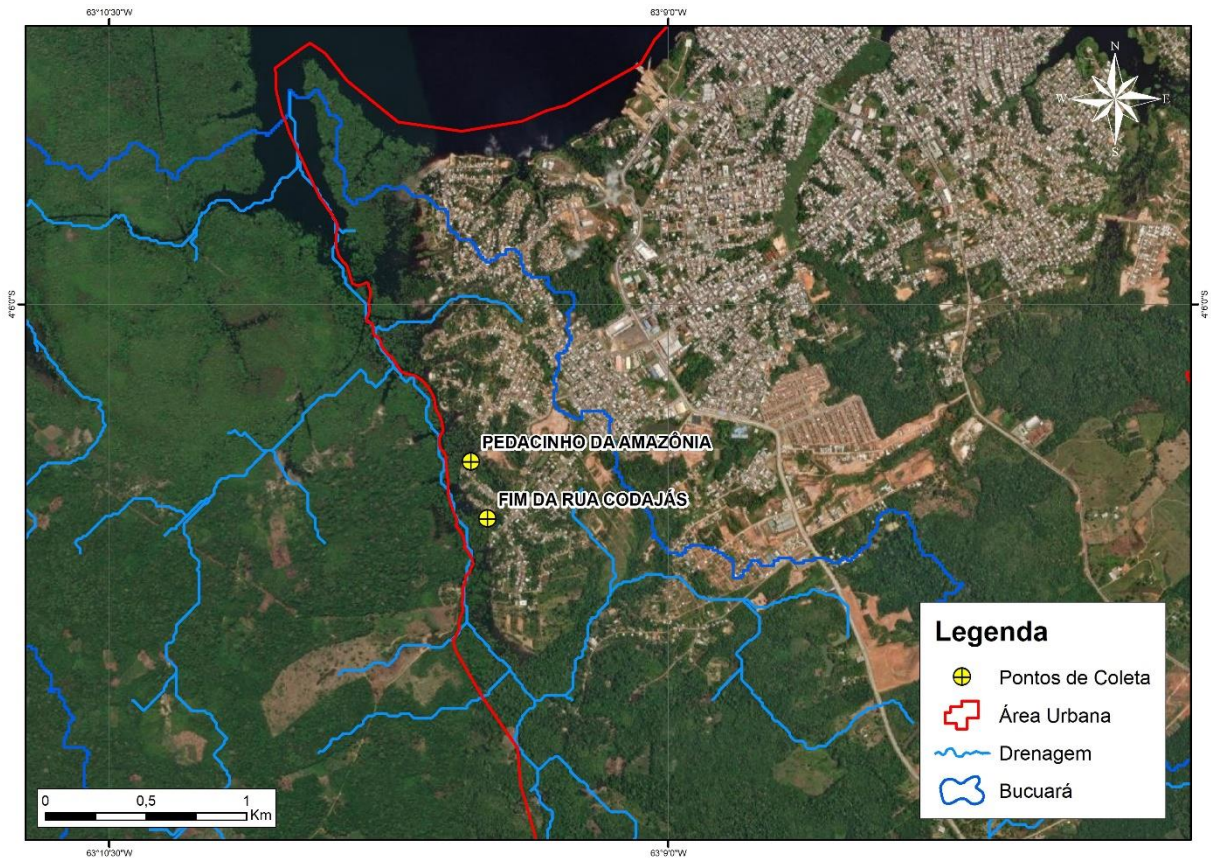 63°10'30"W
63°9'0"W
N
W
E
S
4°6'0"S
4°6'0"S
PEDACINHO DA AMAZÔNIA
FIM DA RUA CODAJÁS
Legenda
Pontos de Coleta
Área Urbana
Drenagem
Bucuará
0
0,5
1
Km
63°10'30"W
63°9'0"W